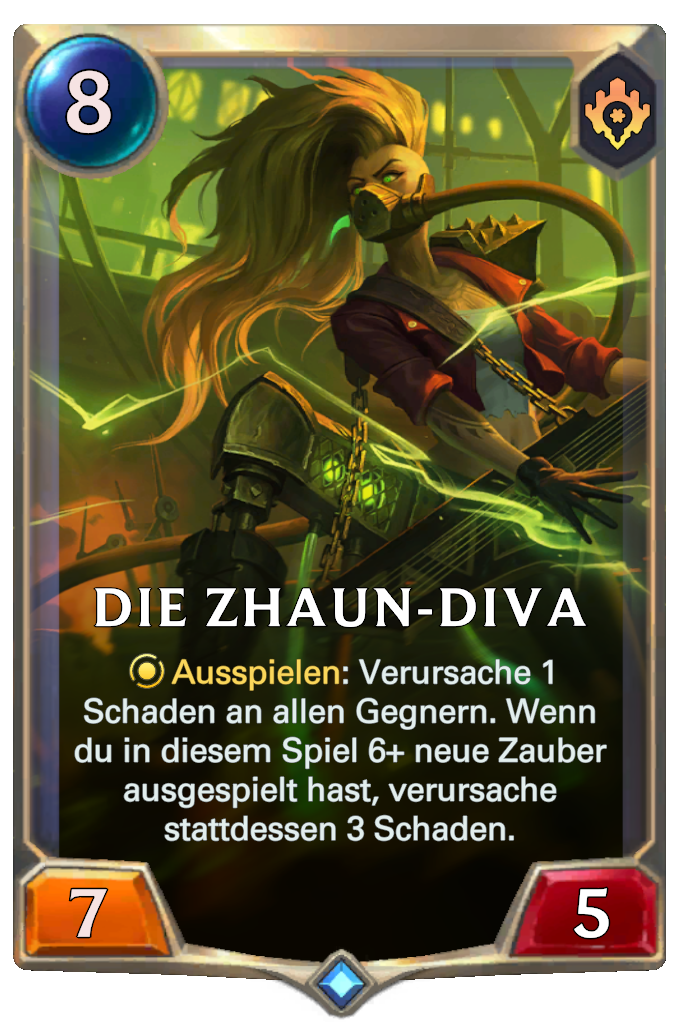 8
DIE ZHAUN-DIVA
Ausspielen: Verursache 1
Schaden an allen Gegnern. Wenn
du in diesem Spiel 6+ neue Zauber
ausgespielt hast, verursache
stattdessen 3 Schaden.
7
5